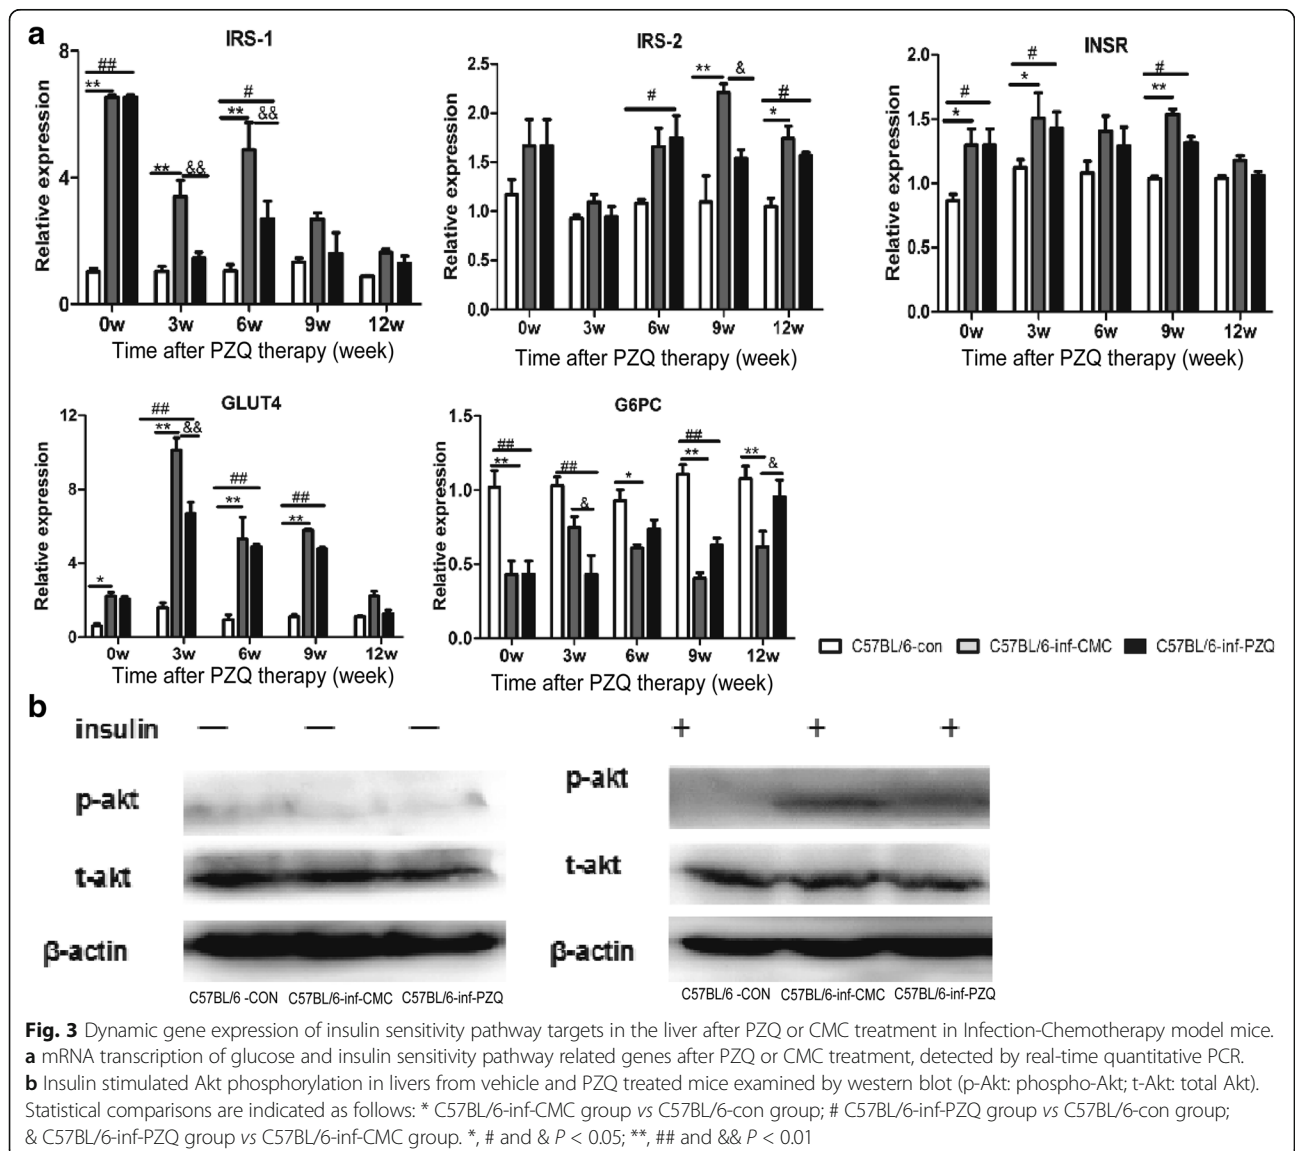 a
IRS-1
8
4
0
Relative expression
##
**
**
&&
#
**
&&
0w 3w 6w 9w 12w
Time after PZQ therapy (week)
IRS-2
2.5
2.0
1.5
1.0
0.5
0.0
Relative expression
#
**
&
#
*
0w 3w 6w 9w 12w
Time after PZQ therapy (week)
INSR
2.0
1.5
1.0
0.5
0.0
Relative expression
#
*
#
*
#
**
0w 3w 6w 9w 12w
Time after PZQ therapy (week)
GLUT4
12
8
4
0
Relative expression
*
##
**
&&
##
**
##
**
0w 3w 6w 9w 12w
Time after PZQ therapy (week)
G6PC
1.5
1.0
0.5
0.0
Relative expression
##
**
##
&
*
##
**
**
&
0w 3w 6w 9w 12w
Time after PZQ therapy (week)
C57BL/6-con C57BL/6-inf-CMC C57BL/6-inf-PZQ
b
insulin — — —
p-akt
t-akt
β-actin
C57BL/6 -CON C57BL/6-inf-CMC C57BL/6-inf-PZQ
+ + +
p-akt
t-akt
β-actin
C57BL/6 -CON C57BL/6-inf-CMC C57BL/6-inf-PZQ
Fig. 3 Dynamic gene expression of insulin sensitivity pathway targets in the liver after PZQ or CMC treatment in Infection-Chemotherapy model mice.
a mRNA transcription of glucose and insulin sensitivity pathway related genes after PZQ or CMC treatment, detected by real-time quantitative PCR.
b Insulin stimulated Akt phosphorylation in livers from vehicle and PZQ treated mice examined by western blot (p-Akt: phospho-Akt; t-Akt: total Akt).
Statistical comparisons are indicated as follows: * C57BL/6-inf-CMC group vs C57BL/6-con group; # C57BL/6-inf-PZQ group vs C57BL/6-con group;
& C57BL/6-inf-PZQ group vs C57BL/6-inf-CMC group. *, # and & P < 0.05; **, ## and && P < 0.01